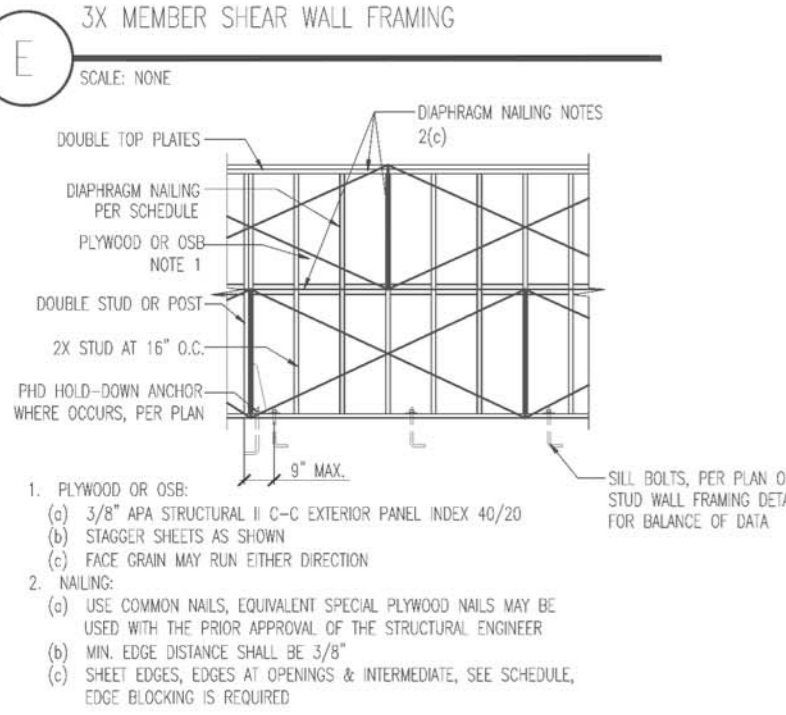 3X MEMBER SHEAR WALL FRAMING
E
SCALE: NONE
DIAPHRAGM NAILING NOTES
2(c)
DOUBLE TOP PLATES
DIAPHRAGM NAILING
PER SCHEDULE
PLYWOOD OR OSB
NOTE 1
DOUBLE STUD OR POST
2X STUD AT 16" O.C.
PHD HOLD-DOWN ANCHOR
WHERE OCCURS, PER PLAN
9" MAX.
SILL BOLTS, PER PLAN O
STUD WALL FRAMING DETA
FOR BALANCE OF DATA
1. PLYWOOD OR OSB:
(a) 3/8" APA STRUCTURAL II C-C EXTERIOR PANEL INDEX 40/20
(b) STAGGER SHEETS AS SHOWN
(c) FACE GRAIN MAY RUN EITHER DIRECTION
2. NAILING:
(a) USE COMMON NAILS, EQUIVALENT SPECIAL PLYWOOD NAILS MAY BE
USED WITH THE PRIOR APPROVAL OF THE STRUCTURAL ENGINEER
(b) MIN. EDGE DISTANCE SHALL BE 3/8"
(c) SHEET EDGES, EDGES AT OPENINGS & INTERMEDIATE, SEE SCHEDULE,
EDGE BLOCKING IS REQUIRED